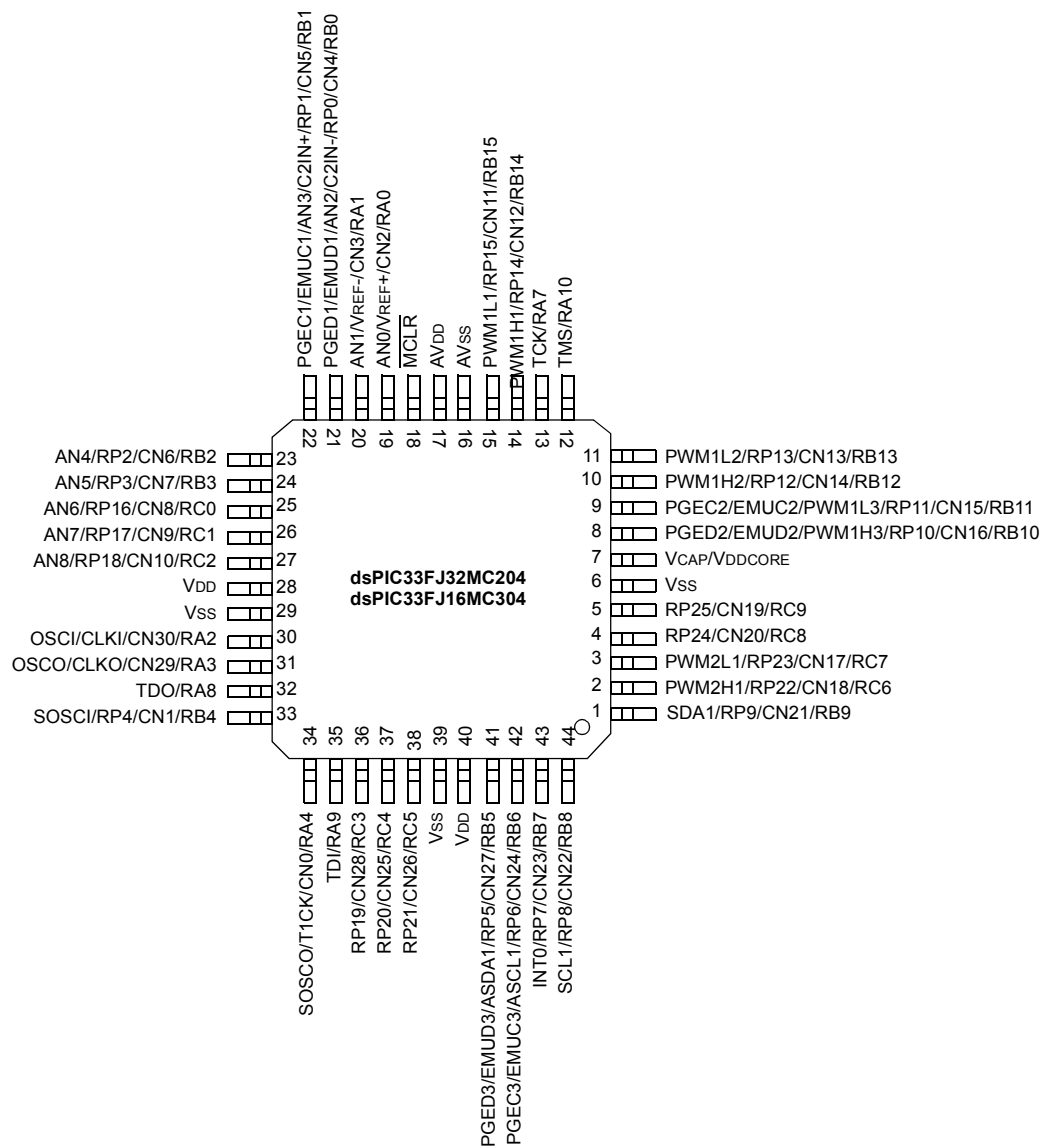 PGEC1/EMUC1/AN3/C2IN+/RP1/CN5/RB1
PGED1/EMUD1/AN2/C2IN-/RP0/CN4/RB0
AN1/VREF-/CN3/RA1
AN0/VREF+/CN2/RA0
MCLR
AVDD
AVSS
PWM1L1/RP15/CN11/RB15
PWM1H1/RP14/CN12/RB14
TCK/RA7
TMS/RA10
22
21
20
19
18
17
16
15
14
13
12
AN4/RP2/CN6/RB2 23
AN5/RP3/CN7/RB3 24
AN6/RP16/CN8/RC0 25
AN7/RP17/CN9/RC1 26
AN8/RP18/CN10/RC2 27
VDD 28
VSS 29
OSCI/CLKI/CN30/RA2 30
OSCO/CLKO/CN29/RA3 31
TDO/RA8 32
SOSCI/RP4/CN1/RB4 33
dsPIC33FJ32MC204
dsPIC33FJ16MC304
11 PWM1L2/RP13/CN13/RB13
10 PWM1H2/RP12/CN14/RB12
9 PGEC2/EMUC2/PWM1L3/RP11/CN15/RB11
8 PGED2/EMUD2/PWM1H3/RP10/CN16/RB10
7 VCAP/VDDCORE
6 VSS
5 RP25/CN19/RC9
4 RP24/CN20/RC8
3 PWM2L1/RP23/CN17/RC7
2 PWM2H1/RP22/CN18/RC6
1 SDA1/RP9/CN21/RB9
34
35
36
37
38
39
40
41
42
43
44
SOSCO/T1CK/CN0/RA4
TDI/RA9
RP19/CN28/RC3
RP20/CN25/RC4
RP21/CN26/RC5
VSS
VDD
PGED3/EMUD3/ASDA1/RP5/CN27/RB5
PGEC3/EMUC3/ASCL1/RP6/CN24/RB6
INT0/RP7/CN23/RB7
SCL1/RP8/CN22/RB8